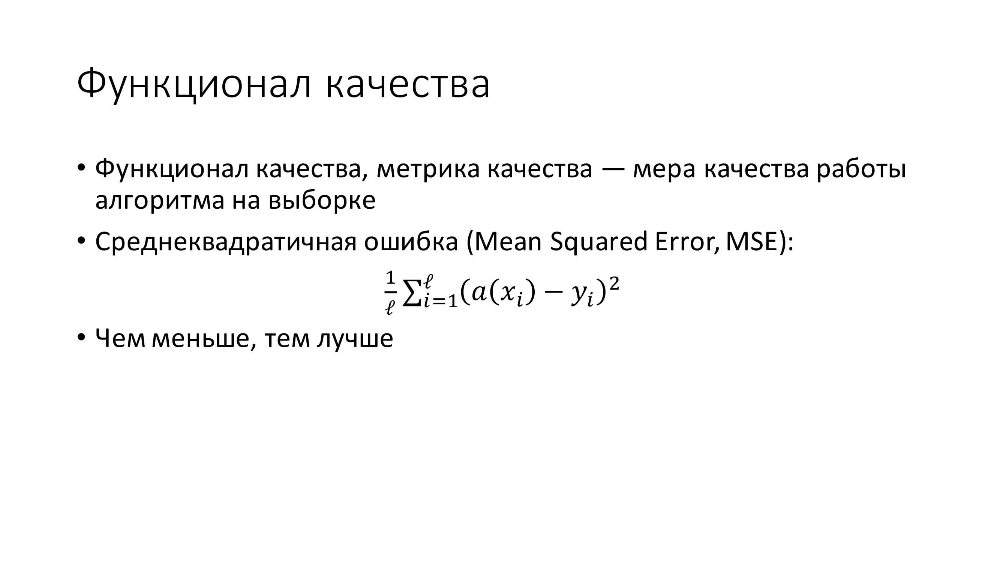 Функционал качества
• Функционал качества, метрика качества — мера качества работы
алгоритма на выборке
• Среднеквадратичная ошибка (Mean Squared Error, MSE):
$\frac{1}{\ell}\sum_{i=1}^{\ell}(a(x_i) - y_i)^2$
• Чем меньше, тем лучше